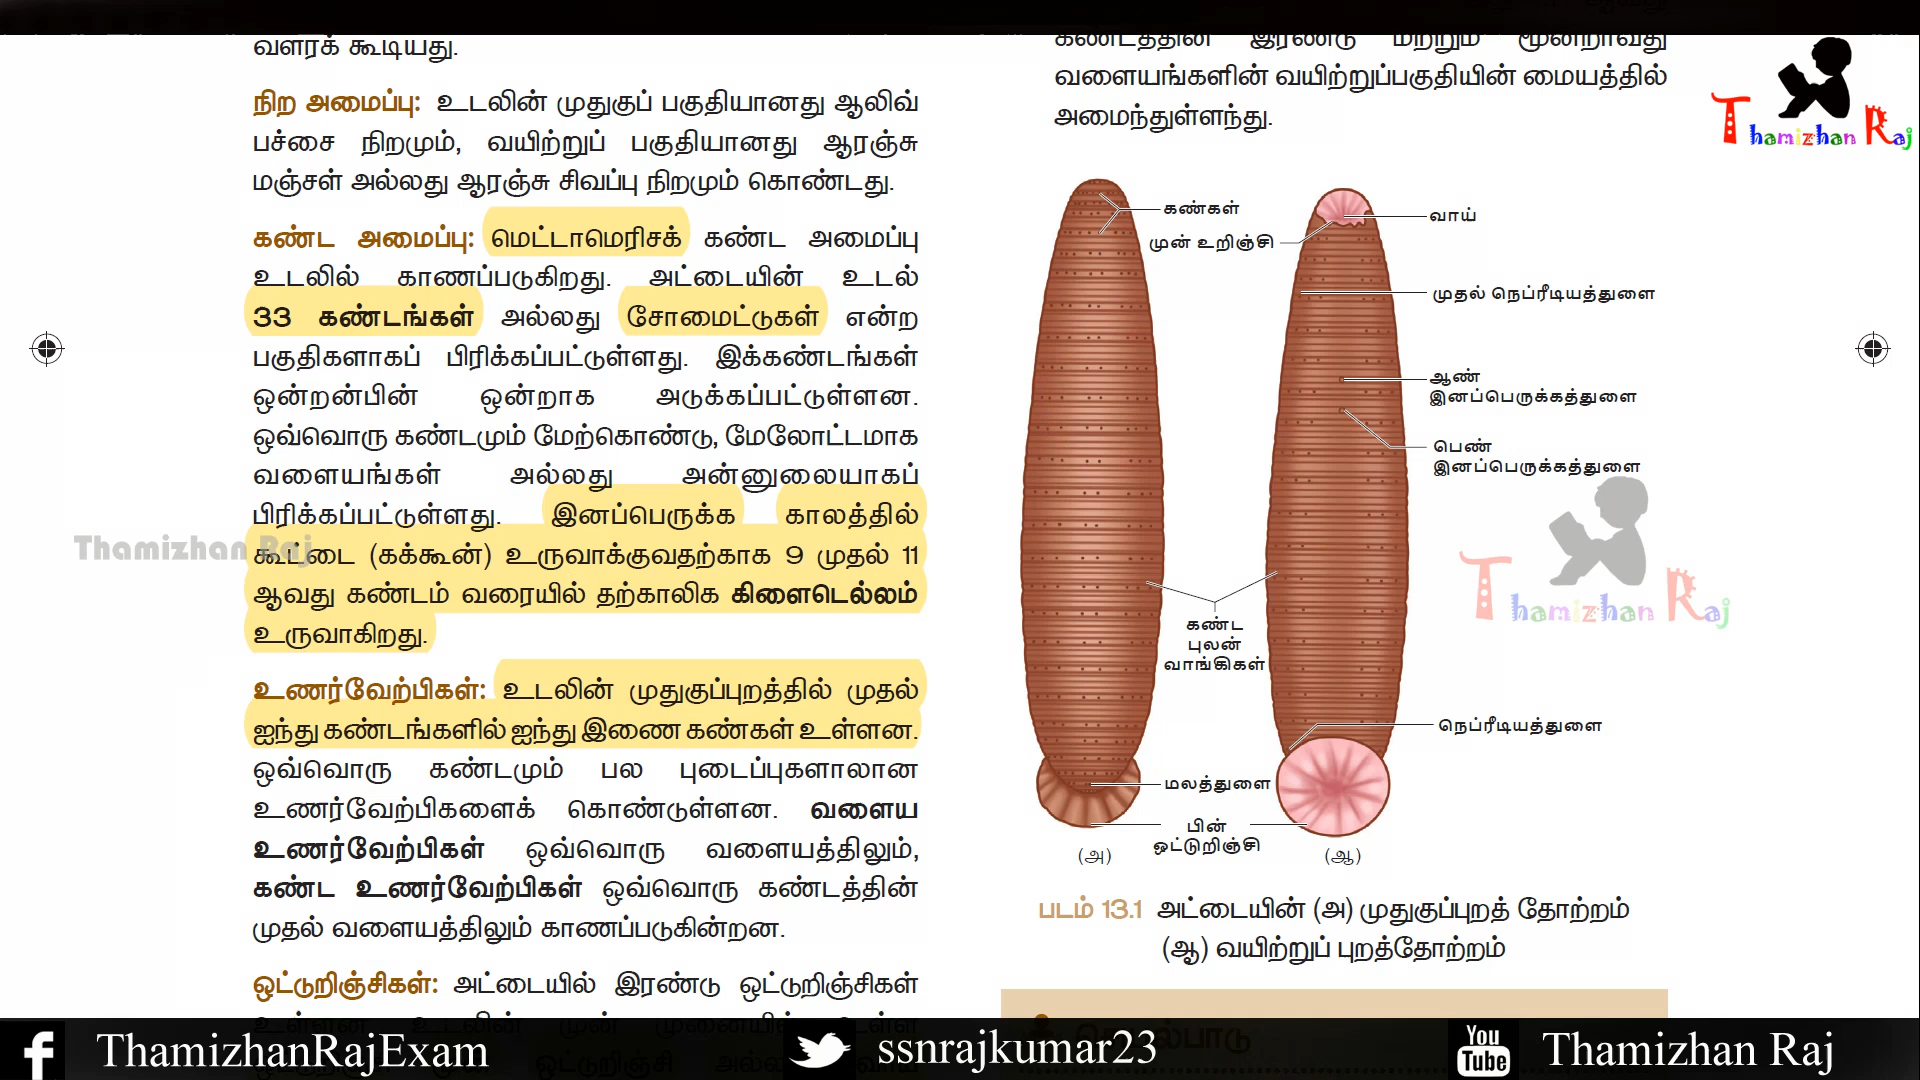 வளரக் கூடியது.
நிற அமைப்பு: உடலின் முதுகுப் பகுதியானது ஆலிவ்
பச்சை நிறமும், வயிற்றுப் பகுதியானது ஆரஞ்சு
மஞ்சள் அல்லது ஆரஞ்சு சிவப்பு நிறமும் கொண்டது.
கண்ட அமைப்பு: மெட்டாமெரிசக் கண்ட அமைப்பு
உடலில் காணப்படுகிறது. அட்டையின் உடல்
33 கண்டங்கள் அல்லது சோமைட்டுகள் என்ற
பகுதிகளாகப் பிரிக்கப்பட்டுள்ளது. இக்கண்டங்கள்
ஒன்றன்பின் ஒன்றாக அடுக்கப்பட்டுள்ளன.
ஒவ்வொரு கண்டமும் மேற்கொண்டு, மேலோட்டமாக
வளையங்கள் அல்லது அன்னுலையாகப்
பிரிக்கப்பட்டுள்ளது. இனப்பெருக்க காலத்தில்
கூட்டை (கக்கூன்) உருவாக்குவதற்காக 9 முதல் 11
ஆவது கண்டம் வரையில் தற்காலிக கிளைடெல்லம்
உருவாகிறது.
உணர்வேற்பிகள்: உடலின் முதுகுப்புறத்தில் முதல்
ஐந்து கண்டங்களில் ஐந்து இணை கண்கள் உள்ளன.
ஒவ்வொரு கண்டமும் பல புடைப்புகளாலான
உணர்வேற்பிகளைக் கொண்டுள்ளன. வளைய
உணர்வேற்பிகள் ஒவ்வொரு வளையத்திலும்,
கண்ட உணர்வேற்பிகள் ஒவ்வொரு கண்டத்தின்
முதல் வளையத்திலும் காணப்படுகின்றன.
ஒட்டுறிஞ்சிகள்: அட்டையில் இரண்டு ஒட்டுறிஞ்சிகள்
கண்டத்தின் இரண்டு மற்றும் மூன்றாவது
வளையங்களின் வயிற்றுப்பகுதியின் மையத்தில்
அமைந்துள்ளந்து.
கண்கள்
முன் உறிஞ்சி
வாய்
முதல் நெப்ரீடியத்துளை
ஆண்
இனப்பெருக்கத்துளை
பெண்
இனப்பெருக்கத்துளை
கண்ட
புலன்
வாங்கிகள்
நெப்ரீடியத்துளை
மலத்துளை
பின்
ஒட்டுறிஞ்சி
(அ)
(ஆ)
படம் 13.1 அட்டையின் (அ) முதுகுப்புறத் தோற்றம்
(ஆ) வயிற்றுப் புறத்தோற்றம்
Thamizhan Raj
Thamizhan Raj
Thamizhan Raj
ThamizhanRajExam
ssnrajkumar23
You
Tube
Thamizhan Raj